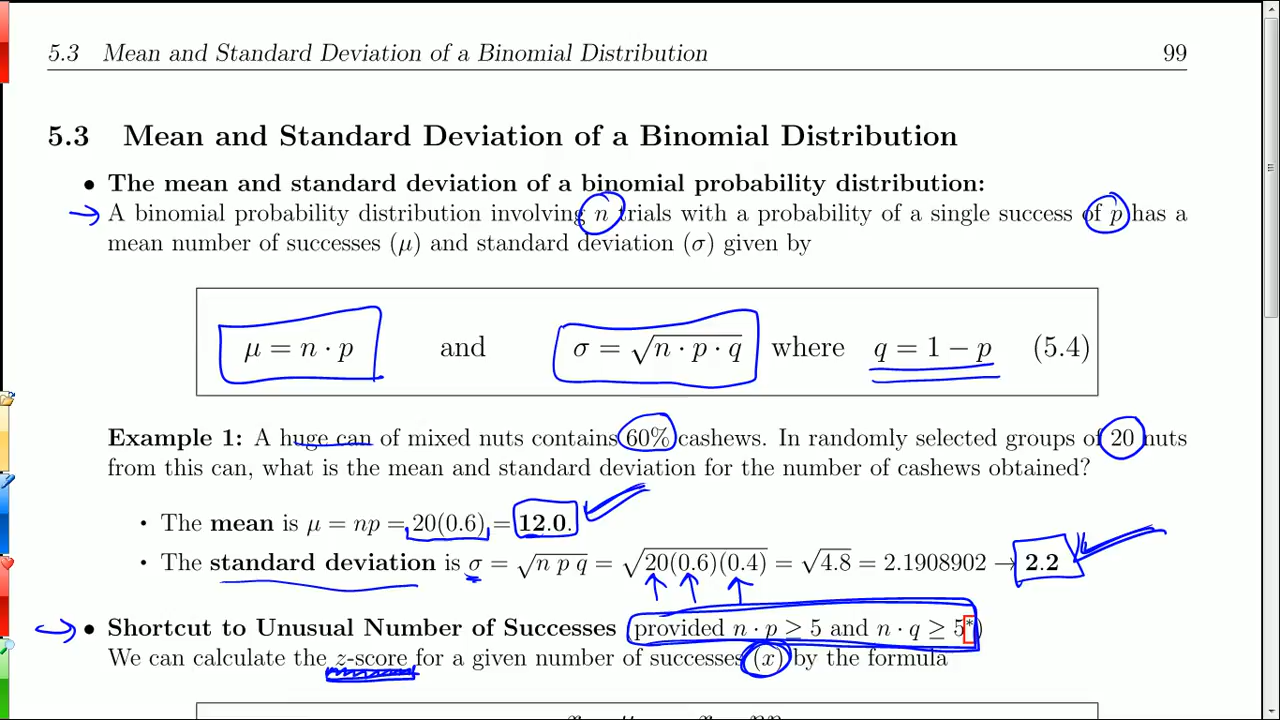 5.3 Mean and Standard Deviation of a Binomial Distribution 99
5.3 Mean and Standard Deviation of a Binomial Distribution
• The mean and standard deviation of a binomial probability distribution:
A binomial probability distribution involving n trials with a probability of a single success of p has a
mean number of successes (μ) and standard deviation (σ) given by
μ = n · p and σ = √n · p · q where q = 1 − p (5.4)
Example 1: A huge can of mixed nuts contains 60% cashews. In randomly selected groups of 20 nuts
from this can, what is the mean and standard deviation for the number of cashews obtained?
• The mean is μ = np = 20(0.6) = 12.0.
• The standard deviation is σ = √n p q = √20(0.6)(0.4) = √4.8 = 2.1908902 → 2.2
• Shortcut to Unusual Number of Successes (provided n · p ≥ 5 and n · q ≥ 5*)
We can calculate the z-score for a given number of successes (x) by the formula